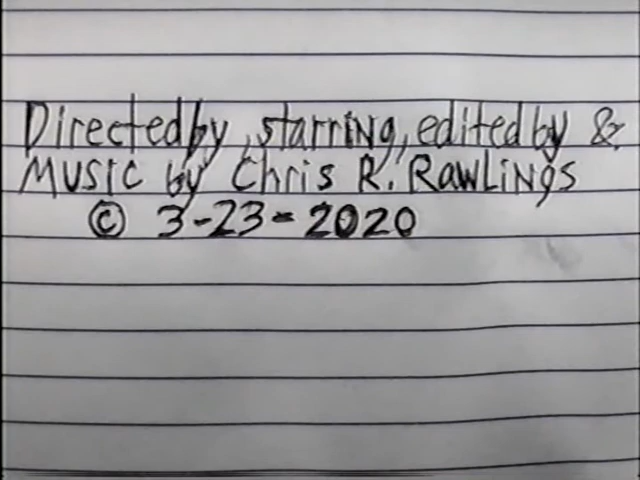 Directed by, starring, edited by &
Music by Chris R. Rawlings
© 3-23-2020